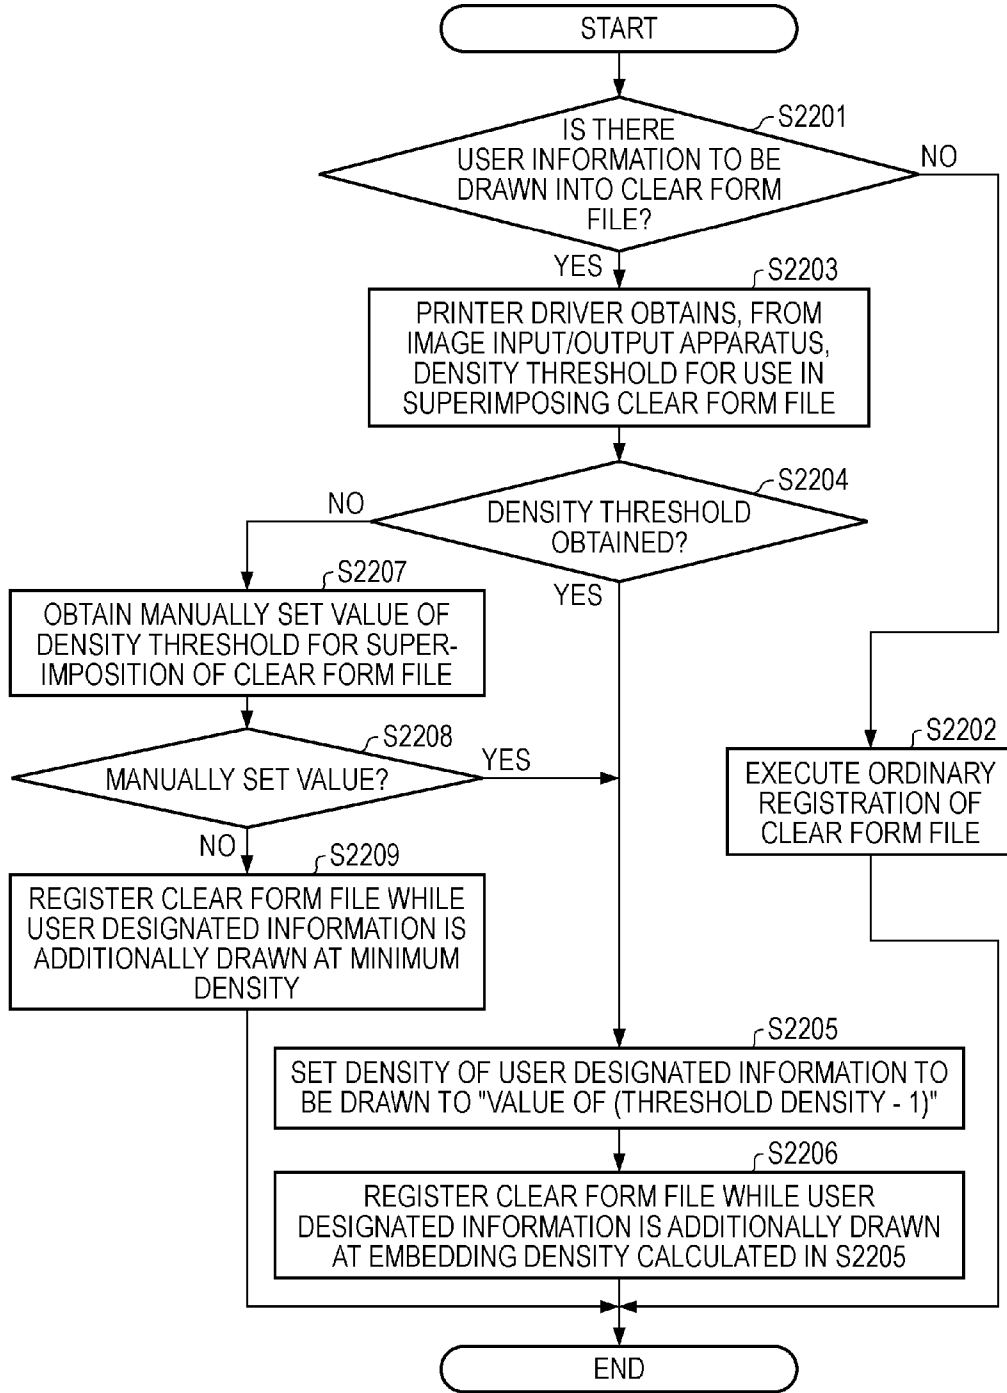 START
S2201
IS THERE
USER INFORMATION TO BE
DRAWN INTO CLEAR FORM
FILE?
NO
YES
S2203
PRINTER DRIVER OBTAINS, FROM
IMAGE INPUT/OUTPUT APPARATUS,
DENSITY THRESHOLD FOR USE IN
SUPERIMPOSING CLEAR FORM FILE
S2204
NO
DENSITY THRESHOLD
OBTAINED?
YES
S2207
OBTAIN MANUALLY SET VALUE OF
DENSITY THRESHOLD FOR SUPER-
IMPOSITION OF CLEAR FORM FILE
S2208
MANUALLY SET VALUE?
YES
NO
S2202
EXECUTE ORDINARY
REGISTRATION OF
CLEAR FORM FILE
S2209
REGISTER CLEAR FORM FILE WHILE
USER DESIGNATED INFORMATION IS
ADDITIONALLY DRAWN AT MINIMUM
DENSITY
S2205
SET DENSITY OF USER DESIGNATED INFORMATION TO
BE DRAWN TO "VALUE OF (THRESHOLD DENSITY - 1)"
S2206
REGISTER CLEAR FORM FILE WHILE USER
DESIGNATED INFORMATION IS ADDITIONALLY DRAWN
AT EMBEDDING DENSITY CALCULATED IN S2205
END